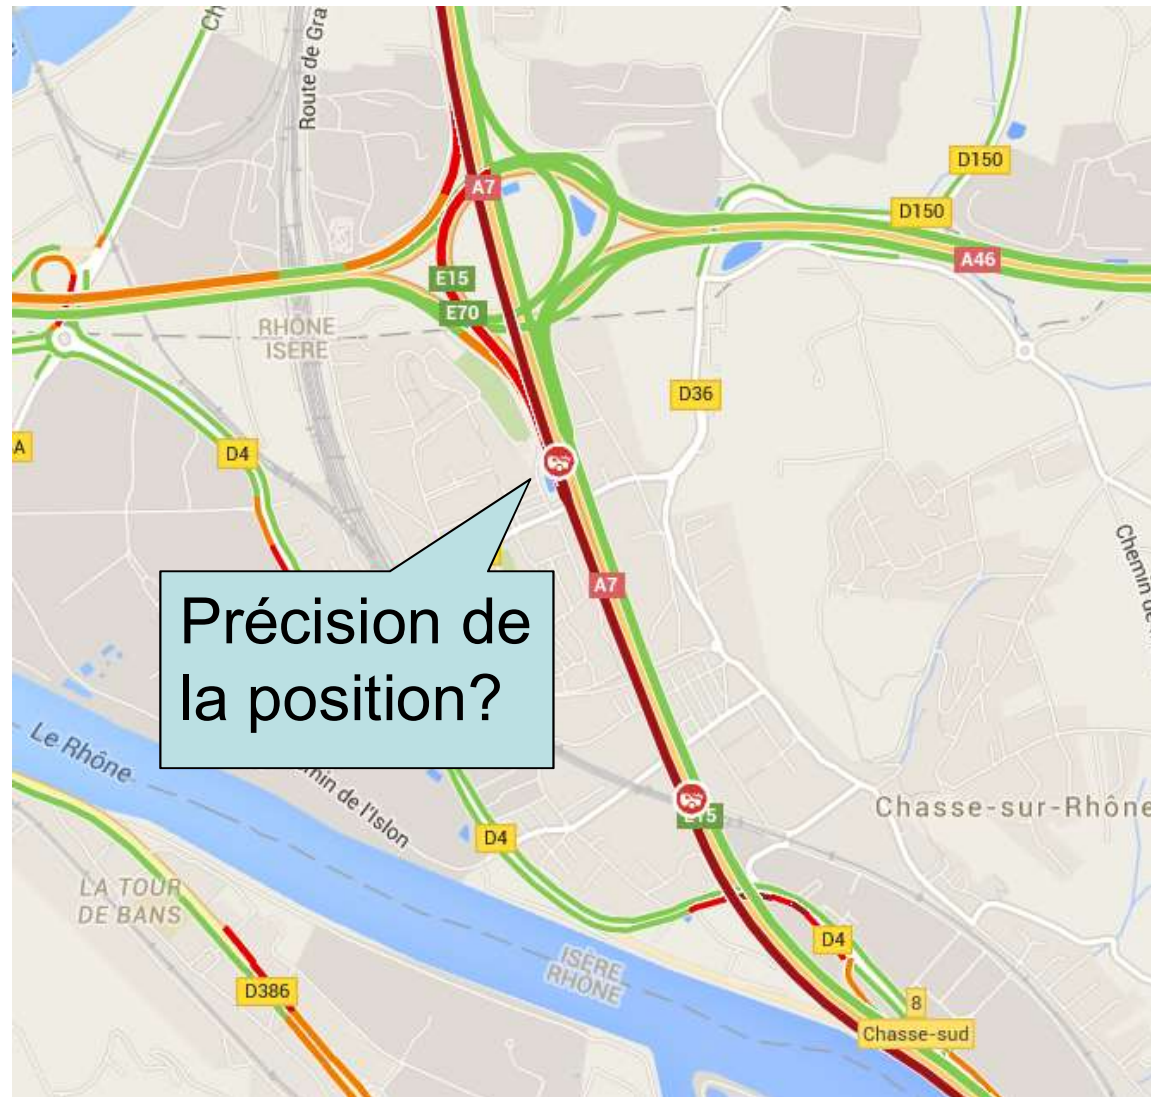 Ch
Route de Gra
D150
D150
A7
A46
E15
E70
RHÔNE
ISÈRE
D36
A
D4
Chemin de
A7
Précision de
la position?
Le Rhône
min de l'Islon
E15
Chasse-sur-Rhône
D4
LA TOUR
DE BANS
D4
ISÈRE
RHÔNE
D386
8
Chasse-sud